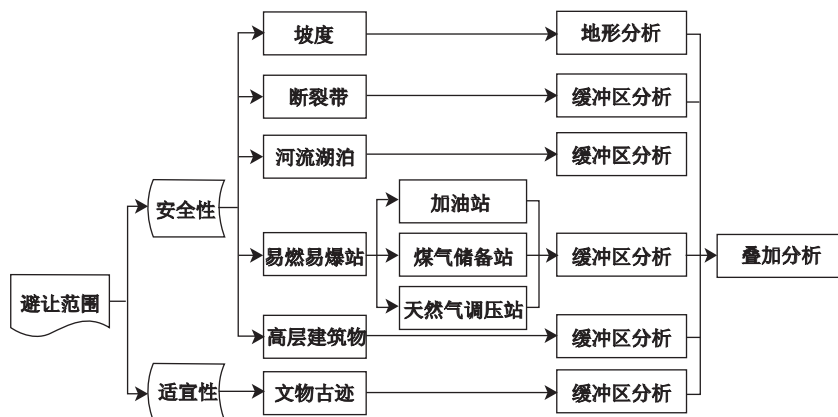 坡度
地形分析
断裂带
缓冲区分析
河流湖泊
缓冲区分析
安全性
加油站
易燃易爆站
煤气储备站
缓冲区分析
叠加分析
避让范围
天然气调压站
高层建筑物
缓冲区分析
适宜性
文物古迹
缓冲区分析